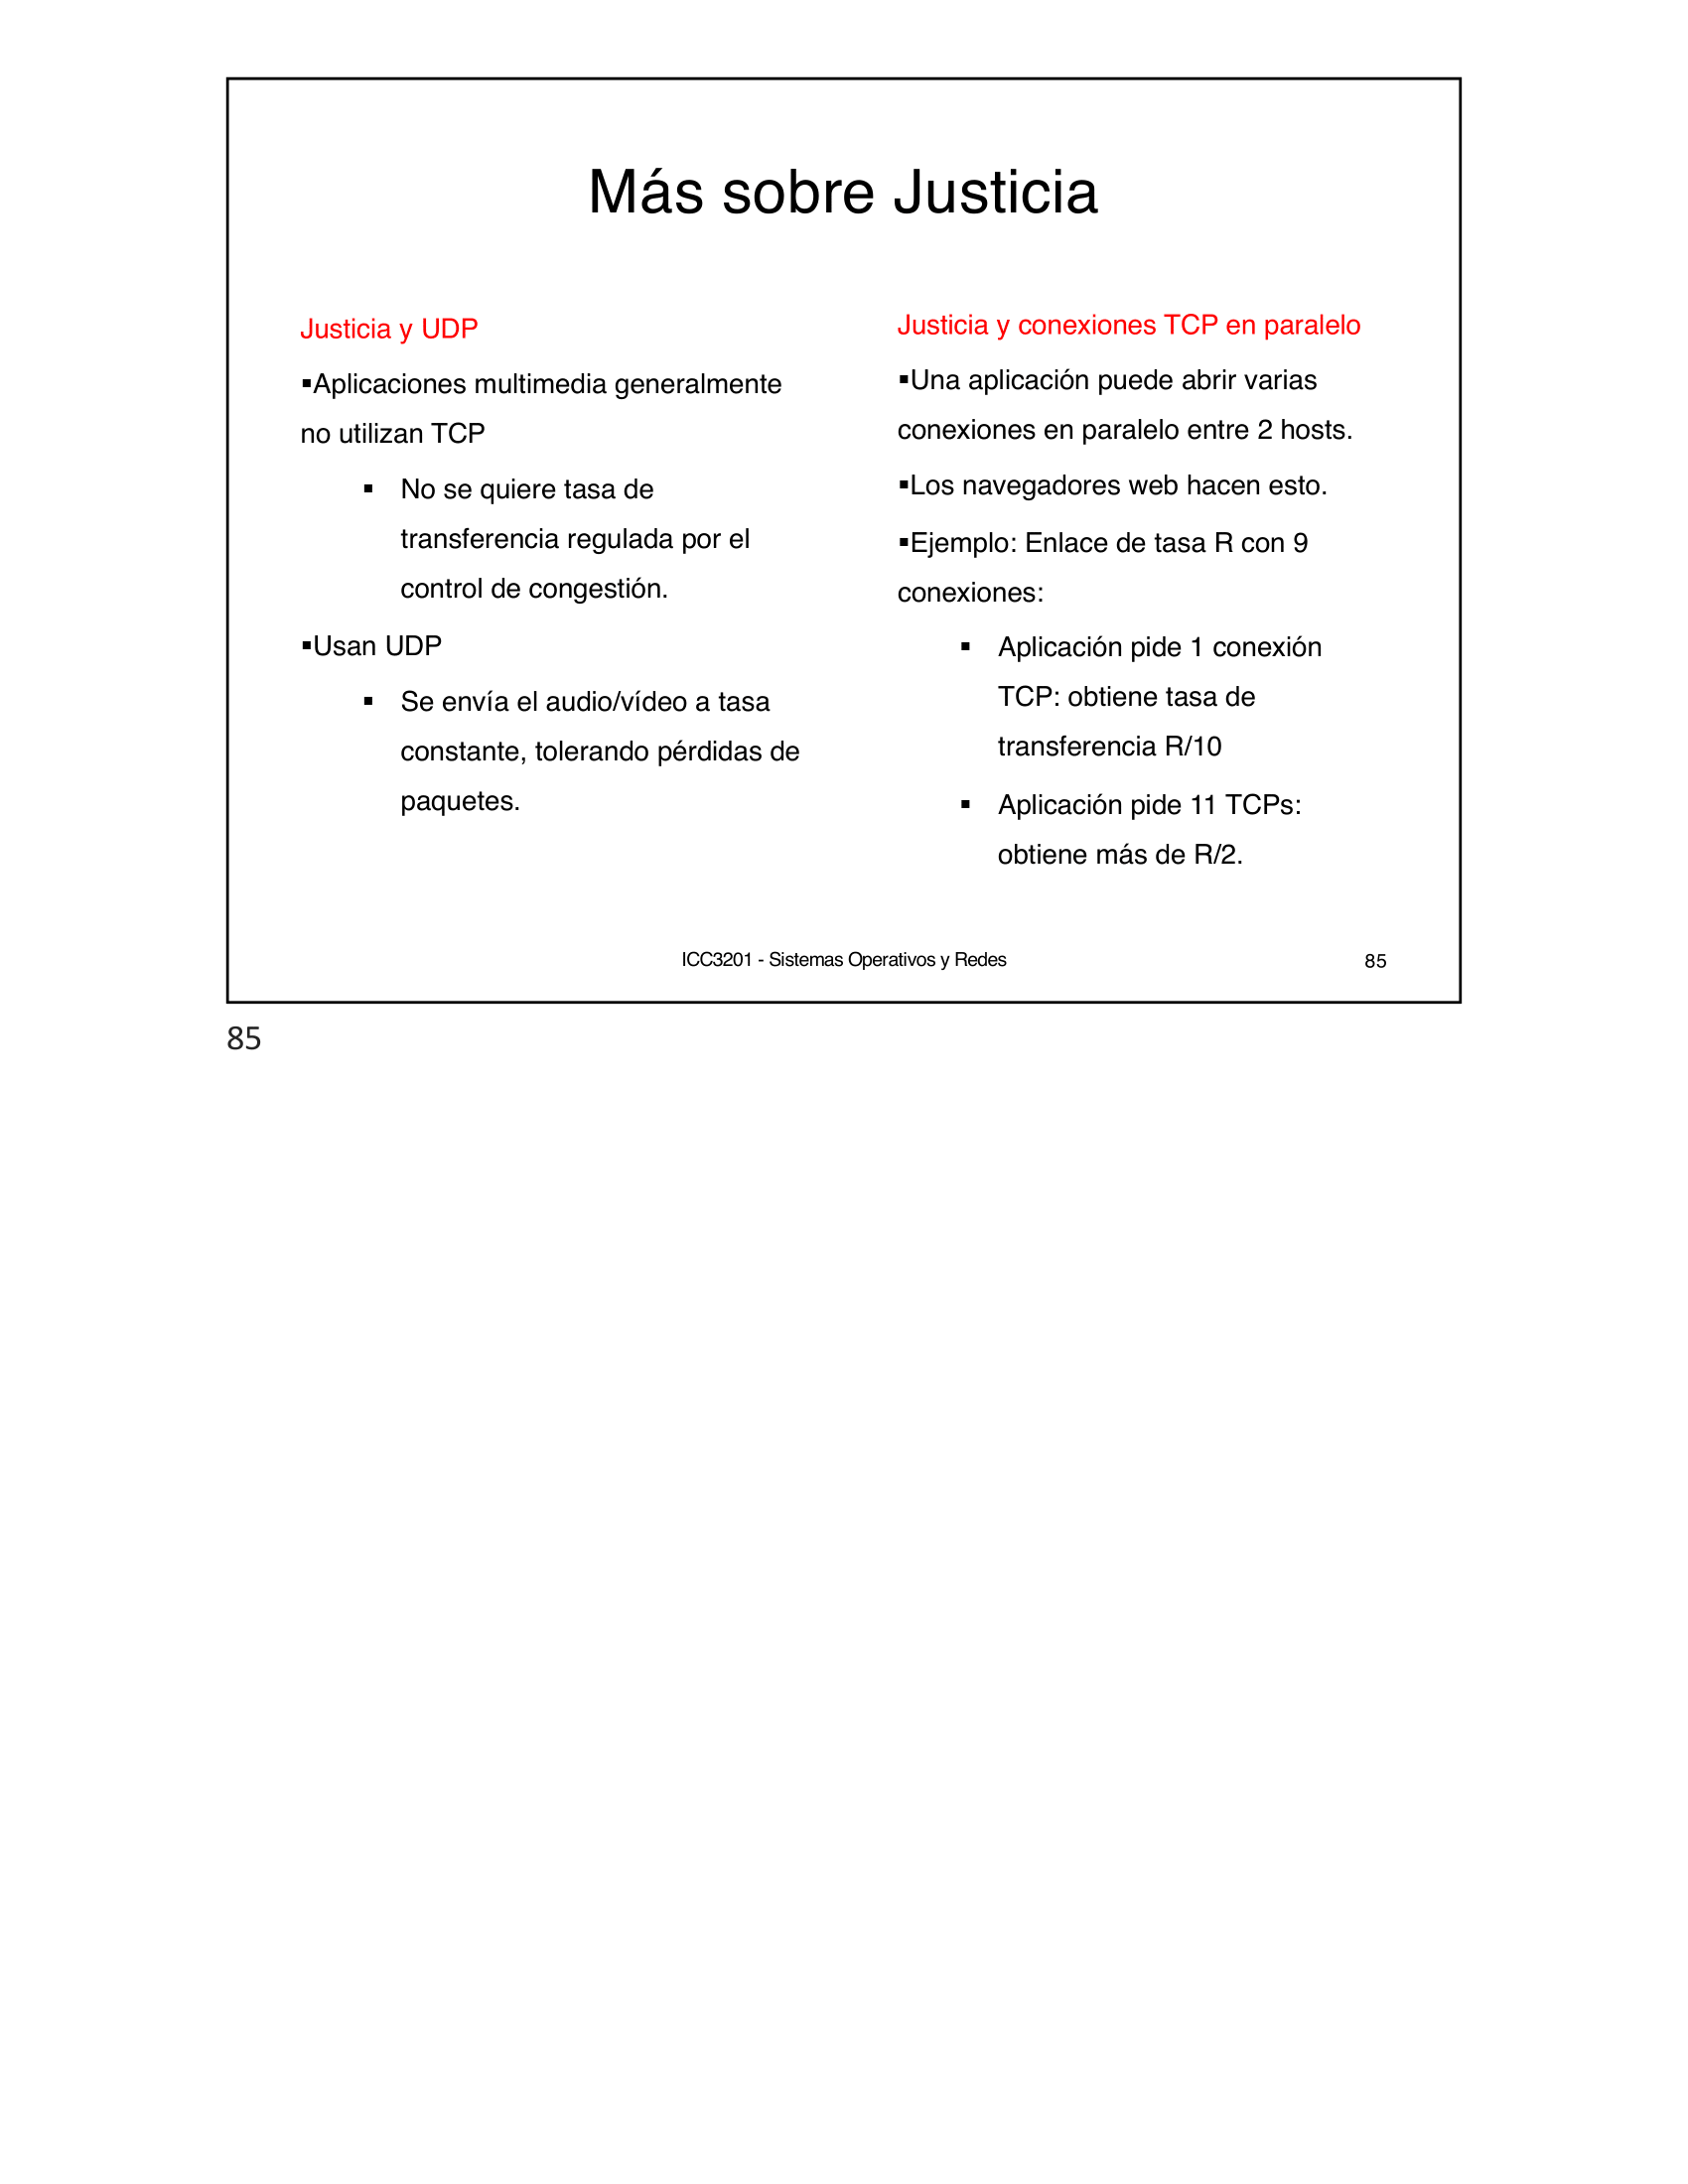 Más sobre Justicia
Justicia y UDP
▪Aplicaciones multimedia generalmente
no utilizan TCP
▪ No se quiere tasa de
transferencia regulada por el
control de congestión.
▪Usan UDP
▪ Se envía el audio/vídeo a tasa
constante, tolerando pérdidas de
paquetes.
Justicia y conexiones TCP en paralelo
▪Una aplicación puede abrir varias
conexiones en paralelo entre 2 hosts.
▪Los navegadores web hacen esto.
▪Ejemplo: Enlace de tasa R con 9
conexiones:
▪ Aplicación pide 1 conexión
TCP: obtiene tasa de
transferencia R/10
▪ Aplicación pide 11 TCPs:
obtiene más de R/2.
ICC3201 - Sistemas Operativos y Redes
85
85